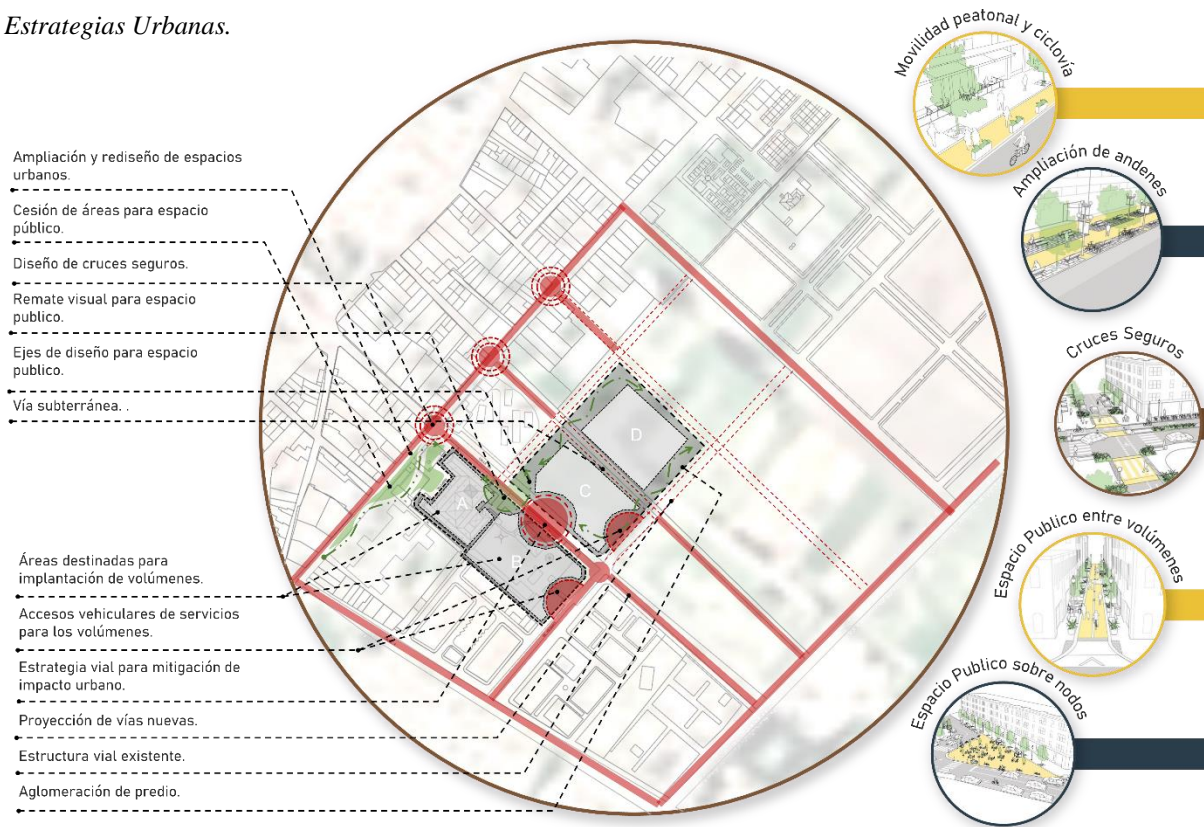 Estrategias Urbanas.
Ampliación y rediseño de espacios
urbanos.
Cesión de áreas para espacio
público.
Diseño de cruces seguros.
Remate visual para espacio
publico.
Ejes de diseño para espacio
publico.
Vía subterránea. .
Áreas destinadas para
implantación de volúmenes.
Accesos vehiculares de servicios
para los volúmenes.
Estrategia vial para mitigación de
impacto urbano.
Proyección de vías nuevas.
Estructura vial existente.
Aglomeración de predio.
A
B
C
D
Movilidad peatonal y ciclovía
Ampliación de andenes
Cruces Seguros
Espacio Publico entre volúmenes
Espacio Publico sobre nodos